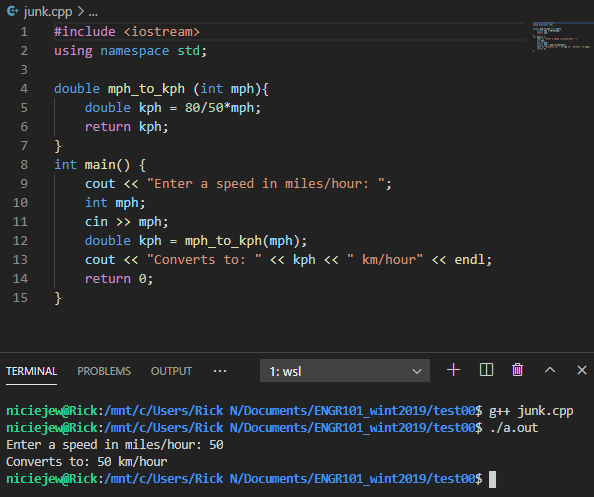 junk.cpp > ...
1 #include <iostream>
2 using namespace std;
3
4 double mph_to_kph (int mph){
5     double kph = 80/50*mph;
6     return kph;
7 }
8 int main() {
9     cout << "Enter a speed in miles/hour: ";
10     int mph;
11     cin >> mph;
12     double kph = mph_to_kph(mph);
13     cout << "Converts to: " << kph << " km/hour" << endl;
14     return 0;
15 }
TERMINAL PROBLEMS OUTPUT ... 1: wsl
niciejew@Rick:/mnt/c/Users/Rick N/Documents/ENGR101_wint2019/test00$ g++ junk.cpp
niciejew@Rick:/mnt/c/Users/Rick N/Documents/ENGR101_wint2019/test00$ ./a.out
Enter a speed in miles/hour: 50
Converts to: 50 km/hour
niciejew@Rick:/mnt/c/Users/Rick N/Documents/ENGR101_wint2019/test00$